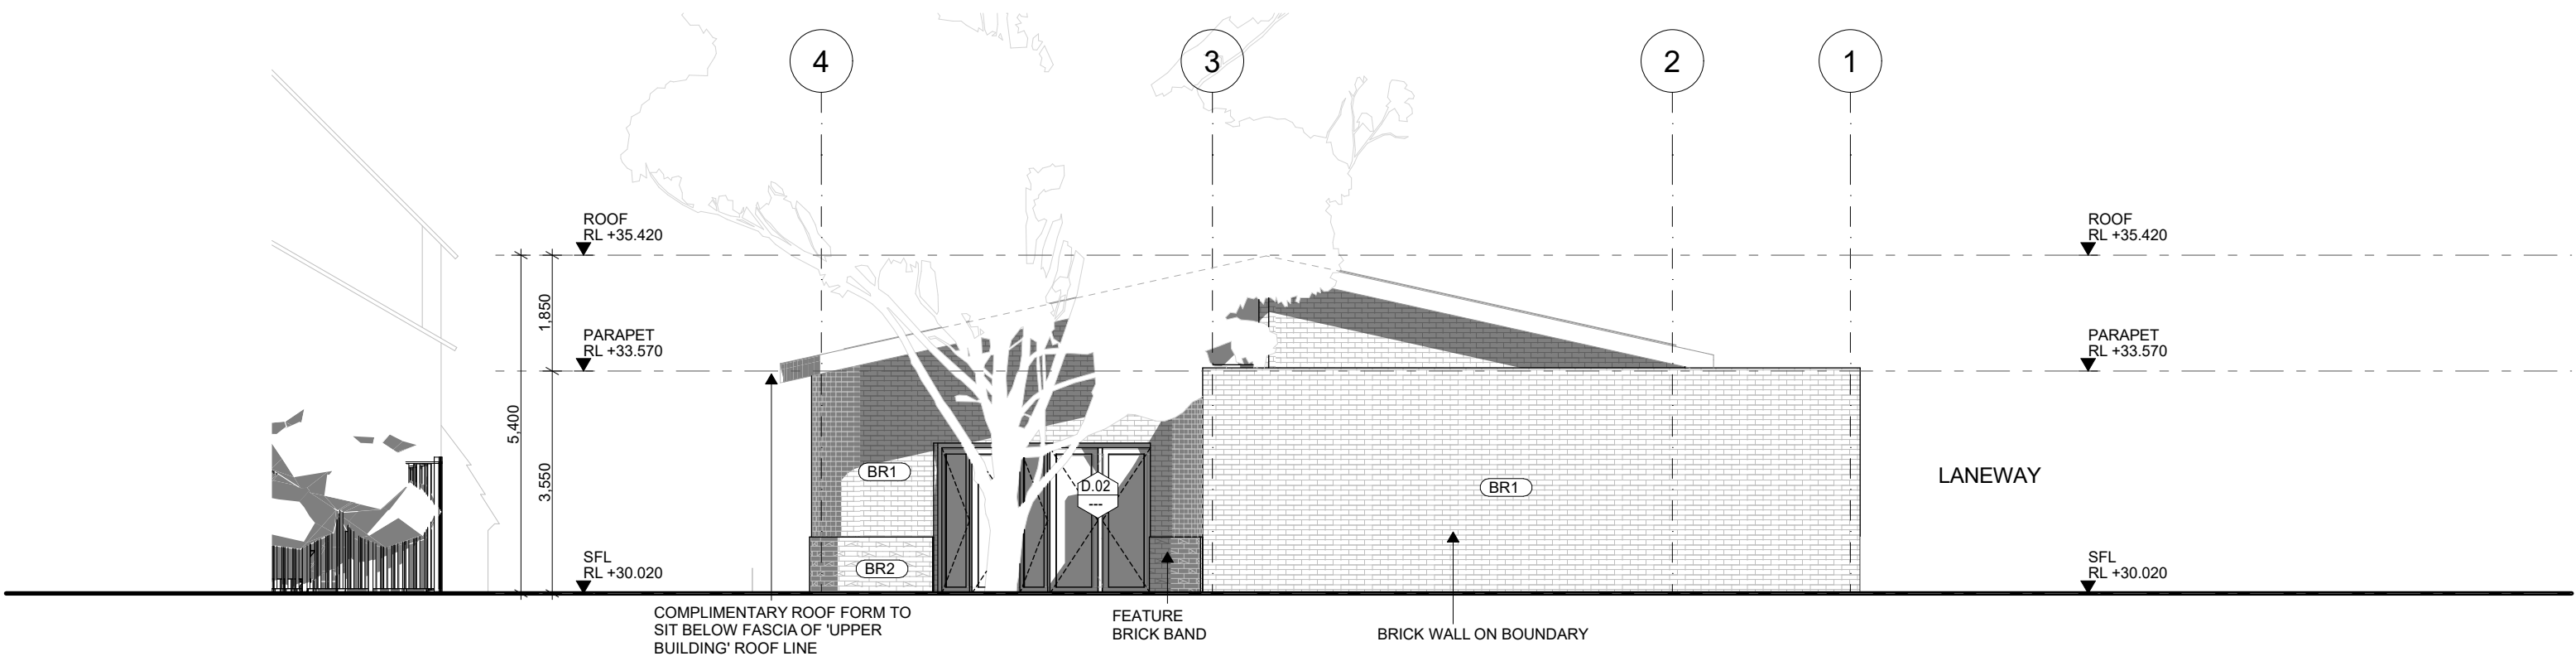 4
3
2
1
ROOF
RL +35.420
ROOF
RL +35.420
1,850
PARAPET
RL +33.570
PARAPET
RL +33.570
5,400
3,550
BR1
D.02
---
BR1
LANEWAY
SFL
RL +30.020
BR2
SFL
RL +30.020
COMPLIMENTARY ROOF FORM TO
SIT BELOW FASCIA OF 'UPPER
BUILDING' ROOF LINE
FEATURE
BRICK BAND
BRICK WALL ON BOUNDARY